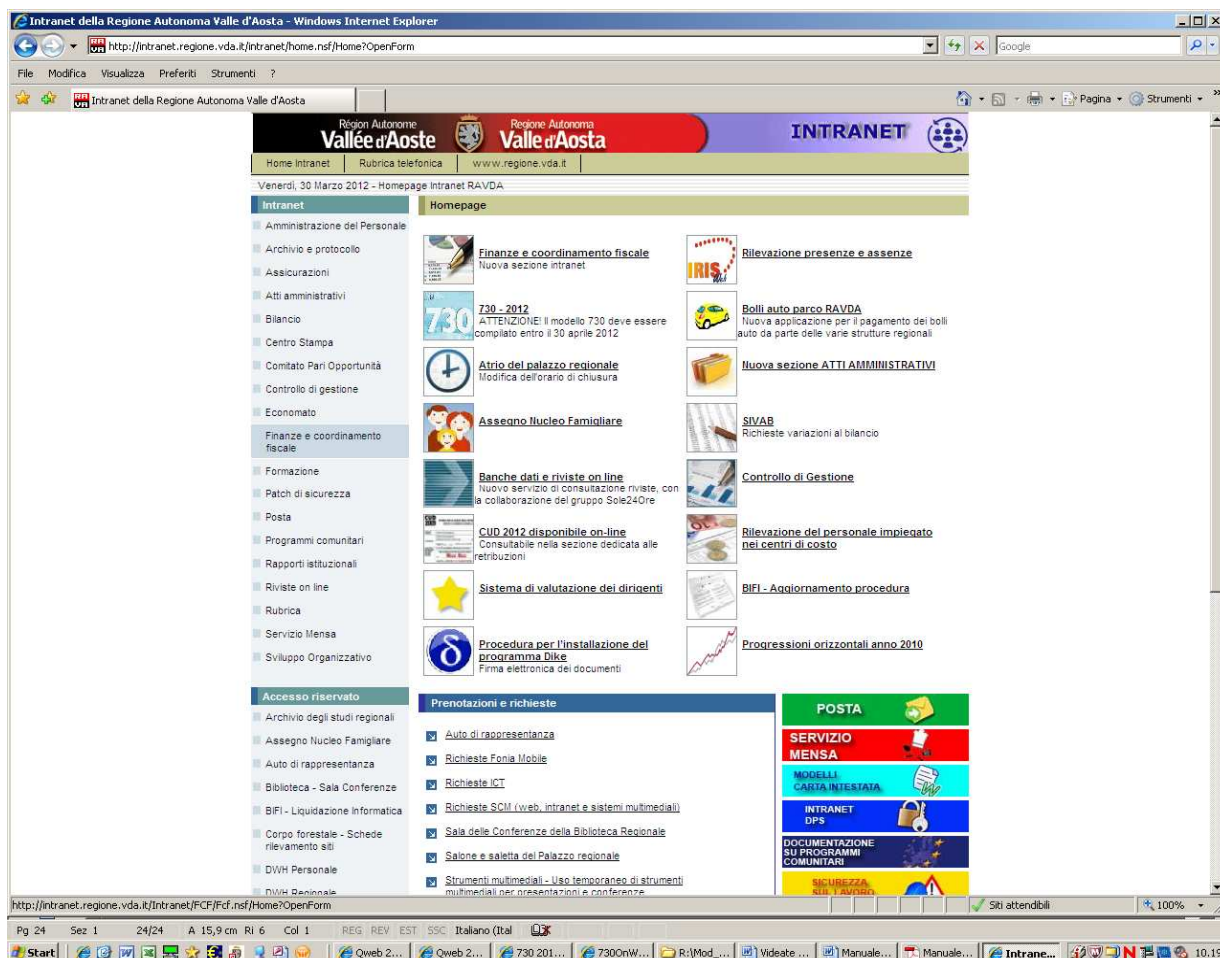 Intranet della Regione Autonoma Valle d'Aosta - Windows Internet Explorer
http://intranet.regione.vda.it/intranet/home.nsf/Home?OpenForm
Google
File Modifica Visualizza Preferiti Strumenti ?
Intranet della Regione Autonoma Valle d'Aosta
Pagina
Strumenti
Région Autonome
Vallée d'Aoste
Regione Autonoma
Valle d'Aosta
INTRANET
Home Intranet
Rubrica telefonica
www.regione.vda.it
Venerdì, 30 Marzo 2012 - Homepage Intranet RAVDA
Intranet
Amministrazione del Personale
Archivio e protocollo
Assicurazioni
Atti amministrativi
Bilancio
Centro Stampa
Comitato Pari Opportunità
Controllo di gestione
Economato
Finanze e coordinamento
fiscale
Formazione
Patch di sicurezza
Posta
Programmi comunitari
Rapporti istituzionali
Riviste on line
Rubrica
Servizio Mensa
Sviluppo Organizzativo
Accesso riservato
Archivio degli studi regionali
Assegno Nucleo Famigliare
Auto di rappresentanza
Biblioteca - Sala Conferenze
BIFI - Liquidazione Informatica
Corpo forestale - Schede
rilevamento siti
DWH Personale
DWH Regionale
Homepage
Finanze e coordinamento fiscale
Nuova sezione intranet
IRIS Web
Rilevazione presenze e assenze
730
730 - 2012
ATTENZIONE! Il modello 730 deve essere
compilato entro il 30 aprile 2012
Bolli auto parco RAVDA
Nuova applicazione per il pagamento dei bolli
auto da parte delle varie strutture regionali
Atrio del palazzo regionale
Modifica dell'orario di chiusura
Nuova sezione ATTI AMMINISTRATIVI
Assegno Nucleo Famigliare
SIVAB
Richieste variazioni al bilancio
Banche dati e riviste on line
Nuovo servizio di consultazione riviste, con
la collaborazione del gruppo Sole24Ore
Controllo di Gestione
CUD
CUD 2012 disponibile on-line
Consultabile nella sezione dedicata alle
retribuzioni
Rilevazione del personale impiegato
nei centri di costo
Sistema di valutazione dei dirigenti
BIFI - Aggiornamento procedura
δ
Procedura per l'installazione del
programma Dike
Firma elettronica dei documenti
Progressioni orizzontali anno 2010
Prenotazioni e richieste
Auto di rappresentanza
Richieste Fonia Mobile
Richieste ICT
Richieste SCM (web, intranet e sistemi multimediali)
Sala delle Conferenze della Biblioteca Regionale
Salone e saletta del Palazzo regionale
Strumenti multimediali - Uso temporaneo di strumenti
multimediali per presentazioni e conferenze
POSTA
SERVIZIO
MENSA
MODELLI
CARTA INTESTATA
INTRANET
DPS
DOCUMENTAZIONE
SU PROGRAMMI
COMUNITARI
SICUREZZA
SUL LAVORO
http://intranet.regione.vda.it/Intranet/FCF/Fcf.nsf/Home?OpenForm
Siti attendibili
100%
Pg 24 Sez 1 24/24 A 15,9 cm Ri 6 Col 1 REG REV EST SSC Italiano (Ital
Start
Qweb 2...
Qweb 2...
730 201...
730OnW...
R:\Mod_...
Videate ...
Manuale...
Manuale...
Intrane...
10.19